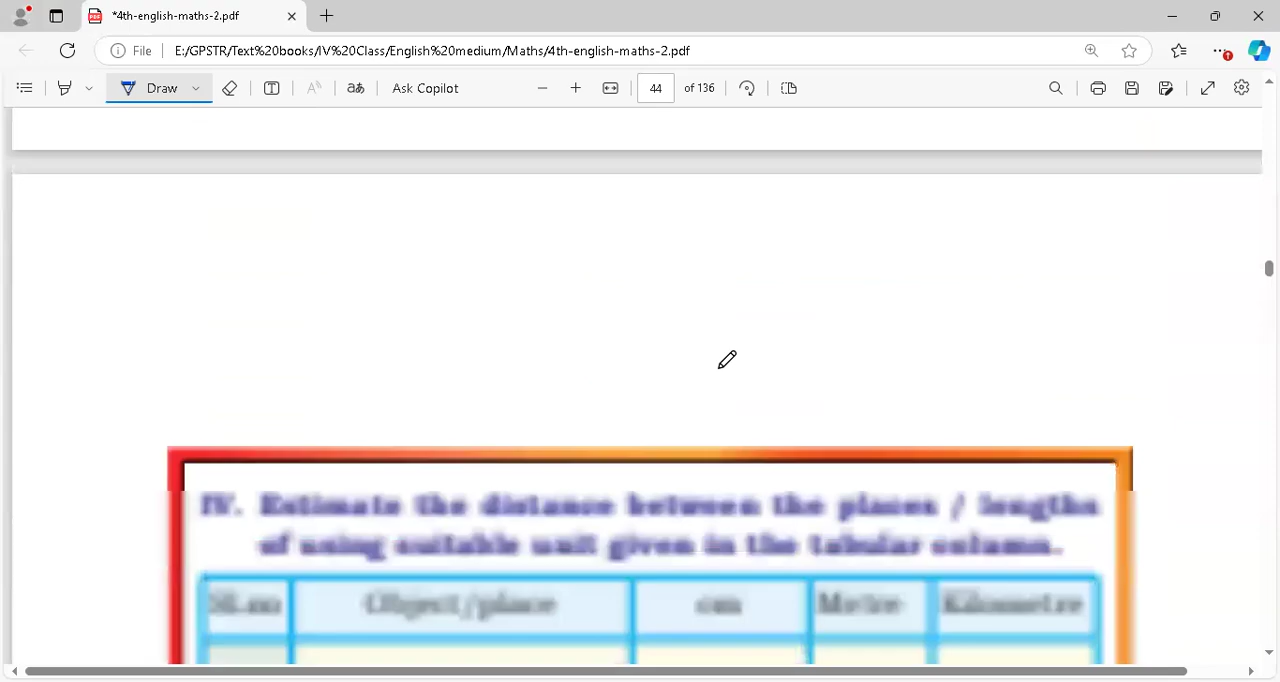 *4th-english-maths-2.pdf
File E:/GPSTR/Text%20books/IV%20Class/English%20medium/Maths/4th-english-maths-2.pdf
Draw Ask Copilot 44 of 136
IV. Estimate the distance between the places / lengths
of using suitable unit given in the tabular column.
Sl.no Object/place cm Metre Kilometre